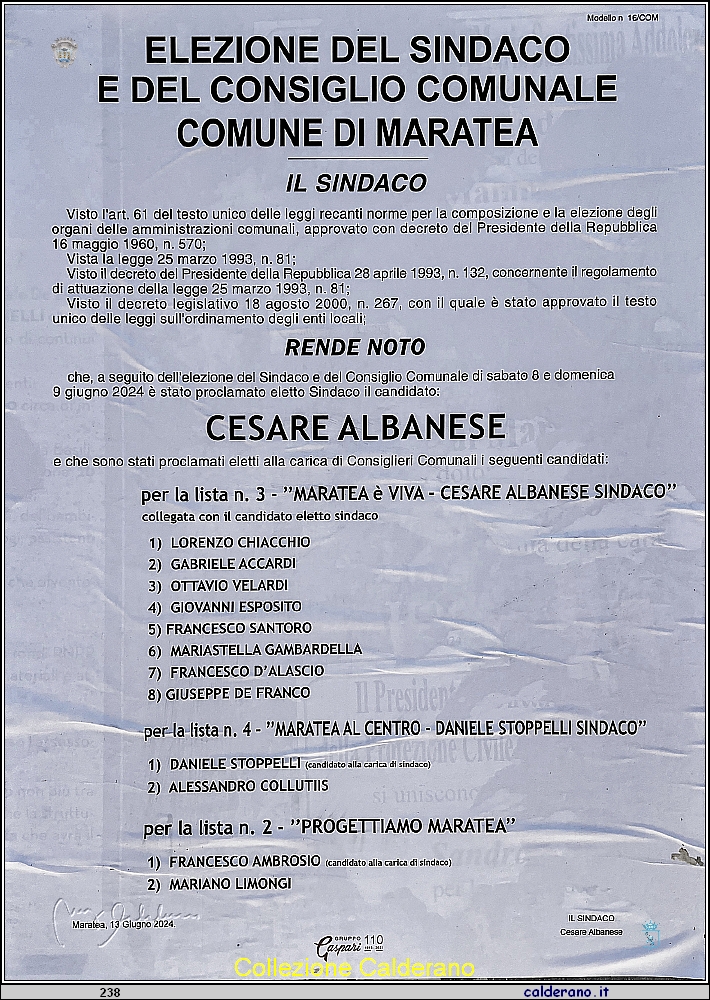 Modello n. 16/COM
ELEZIONE DEL SINDACO
E DEL CONSIGLIO COMUNALE
COMUNE DI MARATEA
IL SINDACO
Visto l'art. 61 del testo unico delle leggi recanti norme per la composizione e la elezione degli
organi delle amministrazioni comunali, approvato con decreto del Presidente della Repubblica
16 maggio 1960, n. 570;
Vista la legge 25 marzo 1993, n. 81;
Visto il decreto del Presidente della Repubblica 28 aprile 1993, n. 132, concernente il regolamento
di attuazione della legge 25 marzo 1993, n. 81;
Visto il decreto legislativo 18 agosto 2000, n. 267, con il quale è stato approvato il testo
unico delle leggi sull'ordinamento degli enti locali;
RENDE NOTO
che, a seguito dell'elezione del Sindaco e del Consiglio Comunale di sabato 8 e domenica
9 giugno 2024 è stato proclamato eletto Sindaco il candidato:
CESARE ALBANESE
e che sono stati proclamati eletti alla carica di Consiglieri Comunali i seguenti candidati:
per la lista n. 3 - ”MARATEA è VIVA - CESARE ALBANESE SINDACO”
collegata con il candidato eletto sindaco
1) LORENZO CHIACCHIO
2) GABRIELE ACCARDI
3) OTTAVIO VELARDI
4) GIOVANNI ESPOSITO
5) FRANCESCO SANTORO
6) MARIASTELLA GAMBARDELLA
7) FRANCESCO D'ALASCIO
8) GIUSEPPE DE FRANCO
per la lista n. 4 - ”MARATEA AL CENTRO - DANIELE STOPPELLI SINDACO”
1) DANIELE STOPPELLI (candidato alla carica di sindaco)
2) ALESSANDRO COLLUTIIS
per la lista n. 2 - ”PROGETTIAMO MARATEA”
1) FRANCESCO AMBROSIO (candidato alla carica di sindaco)
2) MARIANO LIMONGI
Maratea, 13 Giugno 2024.
IL SINDACO
Cesare Albanese
GRUPPO
Gaspari 110
Collezione Calderano
238 calderano.it